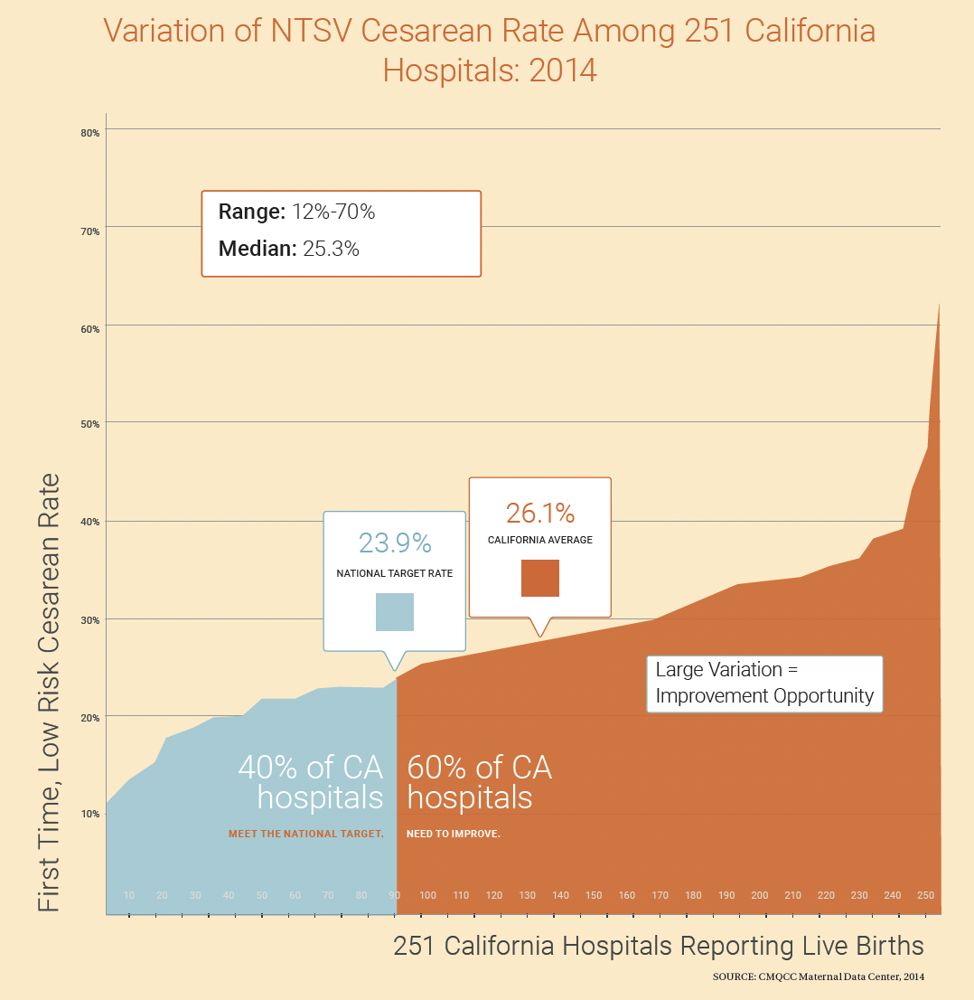 Variation of NTSV Cesarean Rate Among 251 California
Hospitals: 2014
80%
Range: 12%-70%
70%
Median: 25.3%
60%
50%
40%
26.1%
CALIFORNIA AVERAGE
23.9%
NATIONAL TARGET RATE
30%
Large Variation =
Improvement Opportunity
20%
40% of CA
hospitals
MEET THE NATIONAL TARGET.
60% of CA
hospitals
NEED TO IMPROVE.
10%
First Time, Low Risk Cesarean Rate
10 20 30 40 50 60 70 80 90 100 110 120 130 140 150 160 170 180 190 200 210 220 230 240 250
251 California Hospitals Reporting Live Births
SOURCE: CMQCC Maternal Data Center, 2014